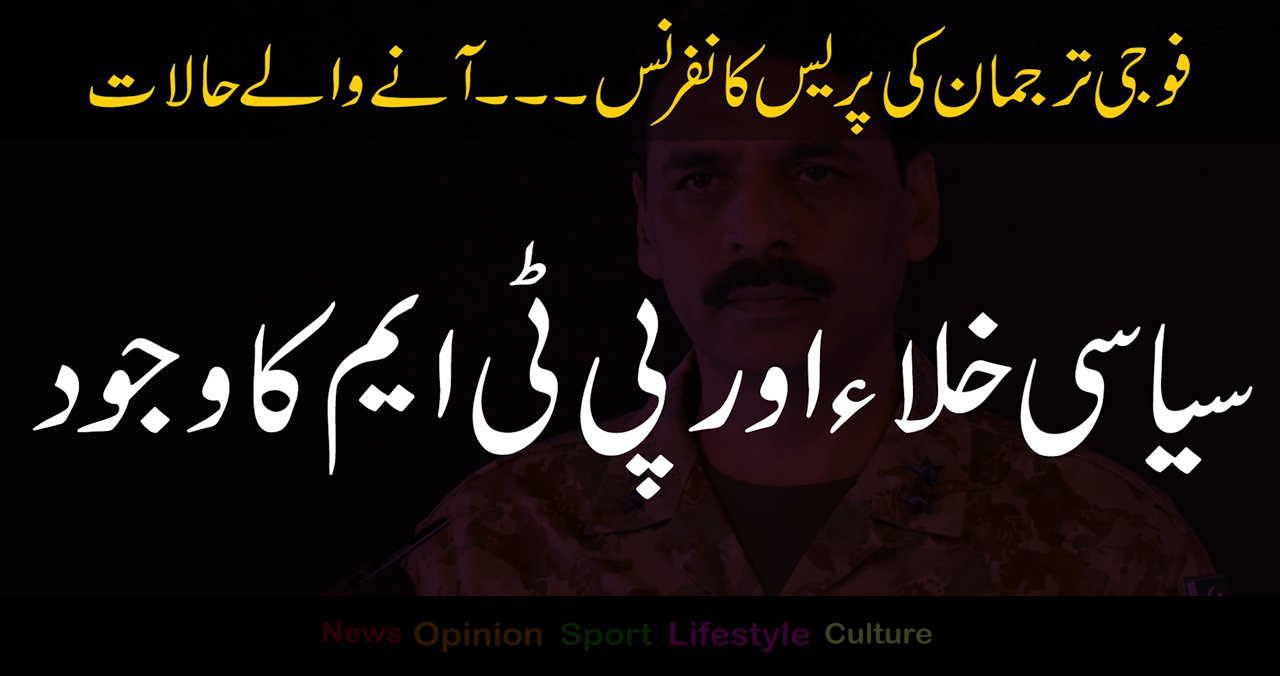 فوجی ترجمان کی پریس کانفرنس۔۔۔آنے والے حالات
سیاسی خلاء اور پی ٹی ایم کا وجود
News Opinion Sport Lifestyle Culture